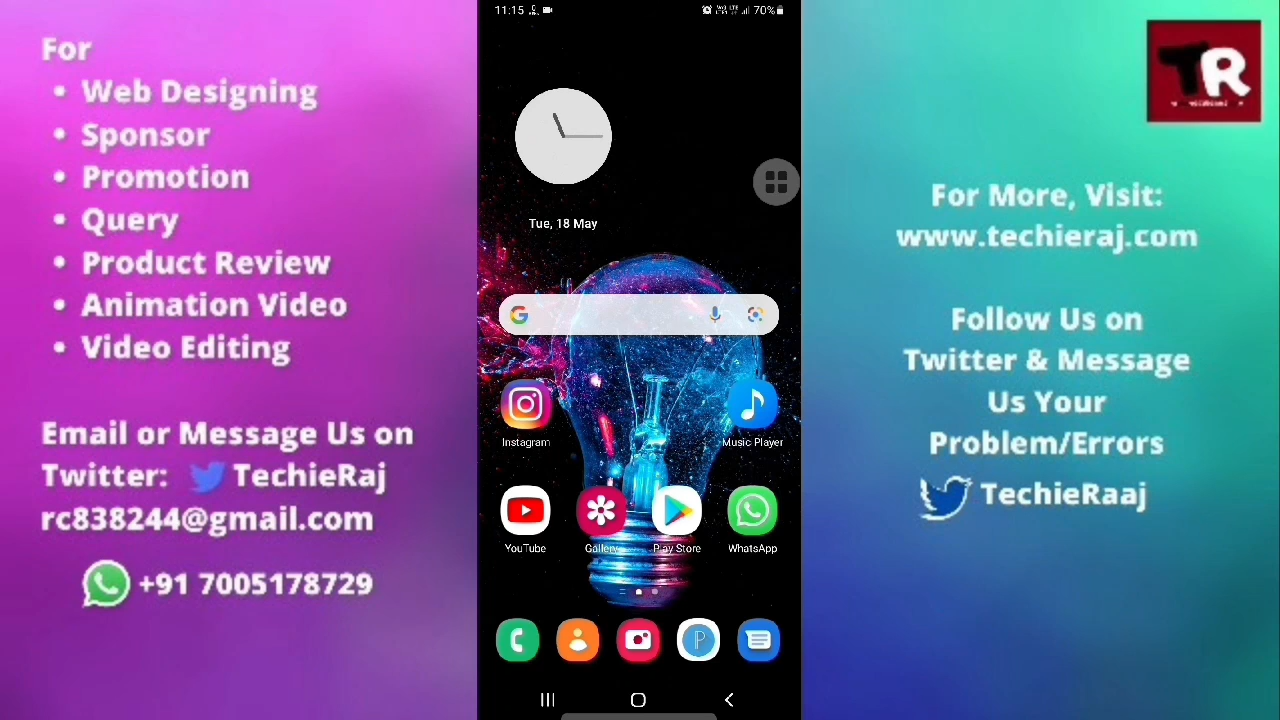 For
• Web Designing
• Sponsor
• Promotion
• Query
• Product Review
• Animation Video
• Video Editing
Email or Message Us on
Twitter: TechieRaj
rc838244@gmail.com
+91 7005178729
11:15
70%
Tue, 18 May
Instagram
Music Player
YouTube
Gallery
Play Store
WhatsApp
TR
For More, Visit:
www.techieraj.com
Follow Us on
Twitter & Message
Us Your
Problem/Errors
TechieRaaj